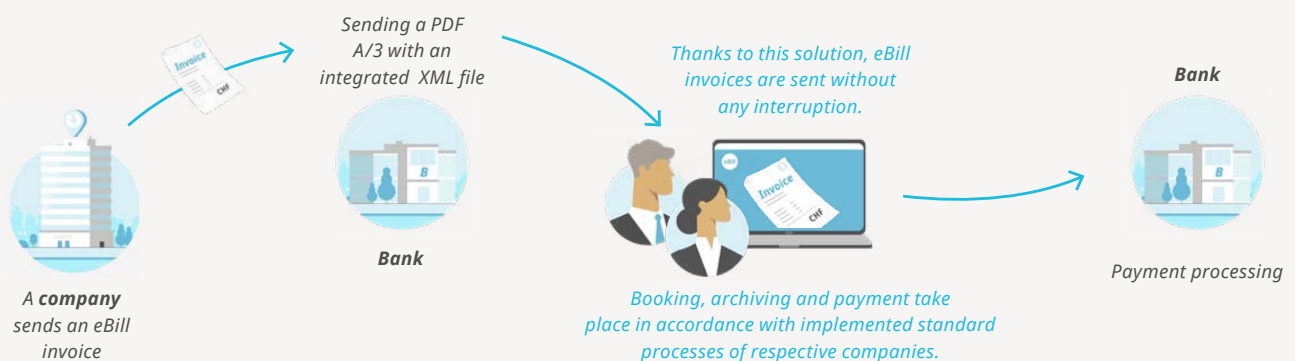 A company
sends an eBill
invoice
Invoice
CHF
Sending a PDF
A/3 with an
integrated XML file
B
Bank
Thanks to this solution, eBill
invoices are sent without
any interruption.
eBill
Invoice
CHF
Booking, archiving and payment take
place in accordance with implemented standard
processes of respective companies.
Bank
B
Payment processing